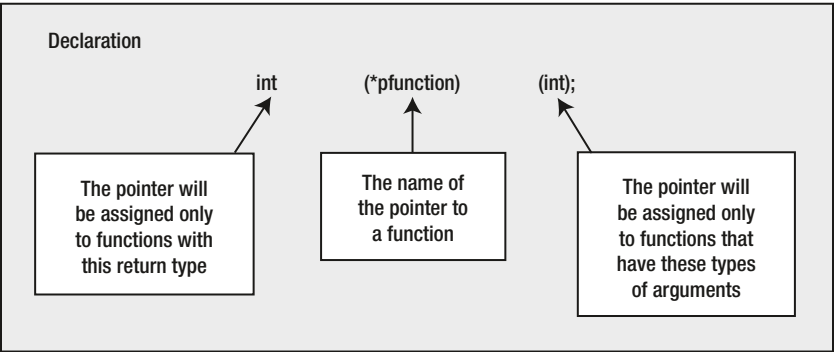 Declaration
int (*pfunction) (int);
The pointer will
be assigned only
to functions with
this return type
The name of
the pointer to
a function
The pointer will
be assigned only
to functions that
have these types
of arguments